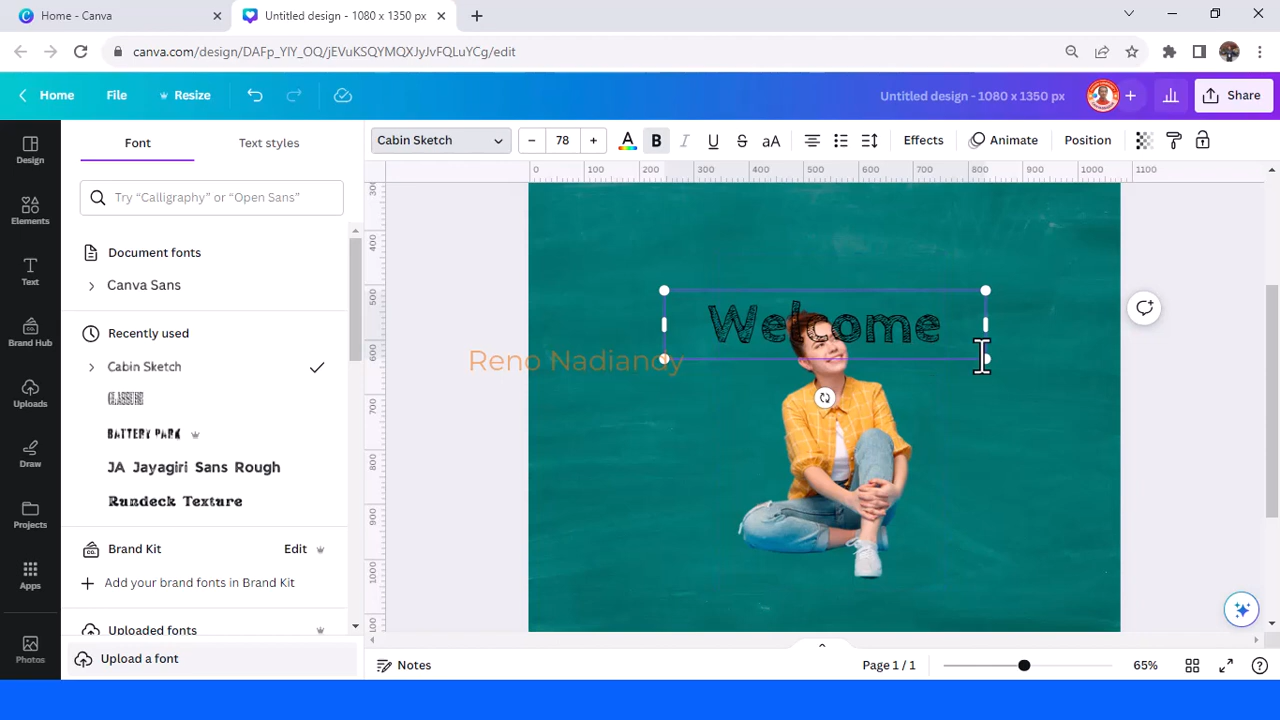 Home - Canva
Untitled design - 1080 x 1350 px
canva.com/design/DAFp_YlY_OQ/jEVuKSQYMQXJyJvFQLuYCg/edit
Home File Resize
Untitled design - 1080 x 1350 px
Share
Font Text styles
Cabin Sketch 78 A B I U S aA Effects Animate Position
Design
Elements
Text
Brand Hub
Uploads
Draw
Projects
Apps
Photos
Try “Calligraphy” or “Open Sans”
Document fonts
Canva Sans
Recently used
Cabin Sketch
CLASSURE
BATTERY PARK
JA Jayagiri Sans Rough
Rundeck Texture
Brand Kit Edit
Add your brand fonts in Brand Kit
Uploaded fonts
Upload a font
0 100 200 300 400 500 600 700 800 900 1000 1100
300
400
500
600
700
800
900
1000
Welcome
Reno Nadiandy
Notes
Page 1 / 1
65%